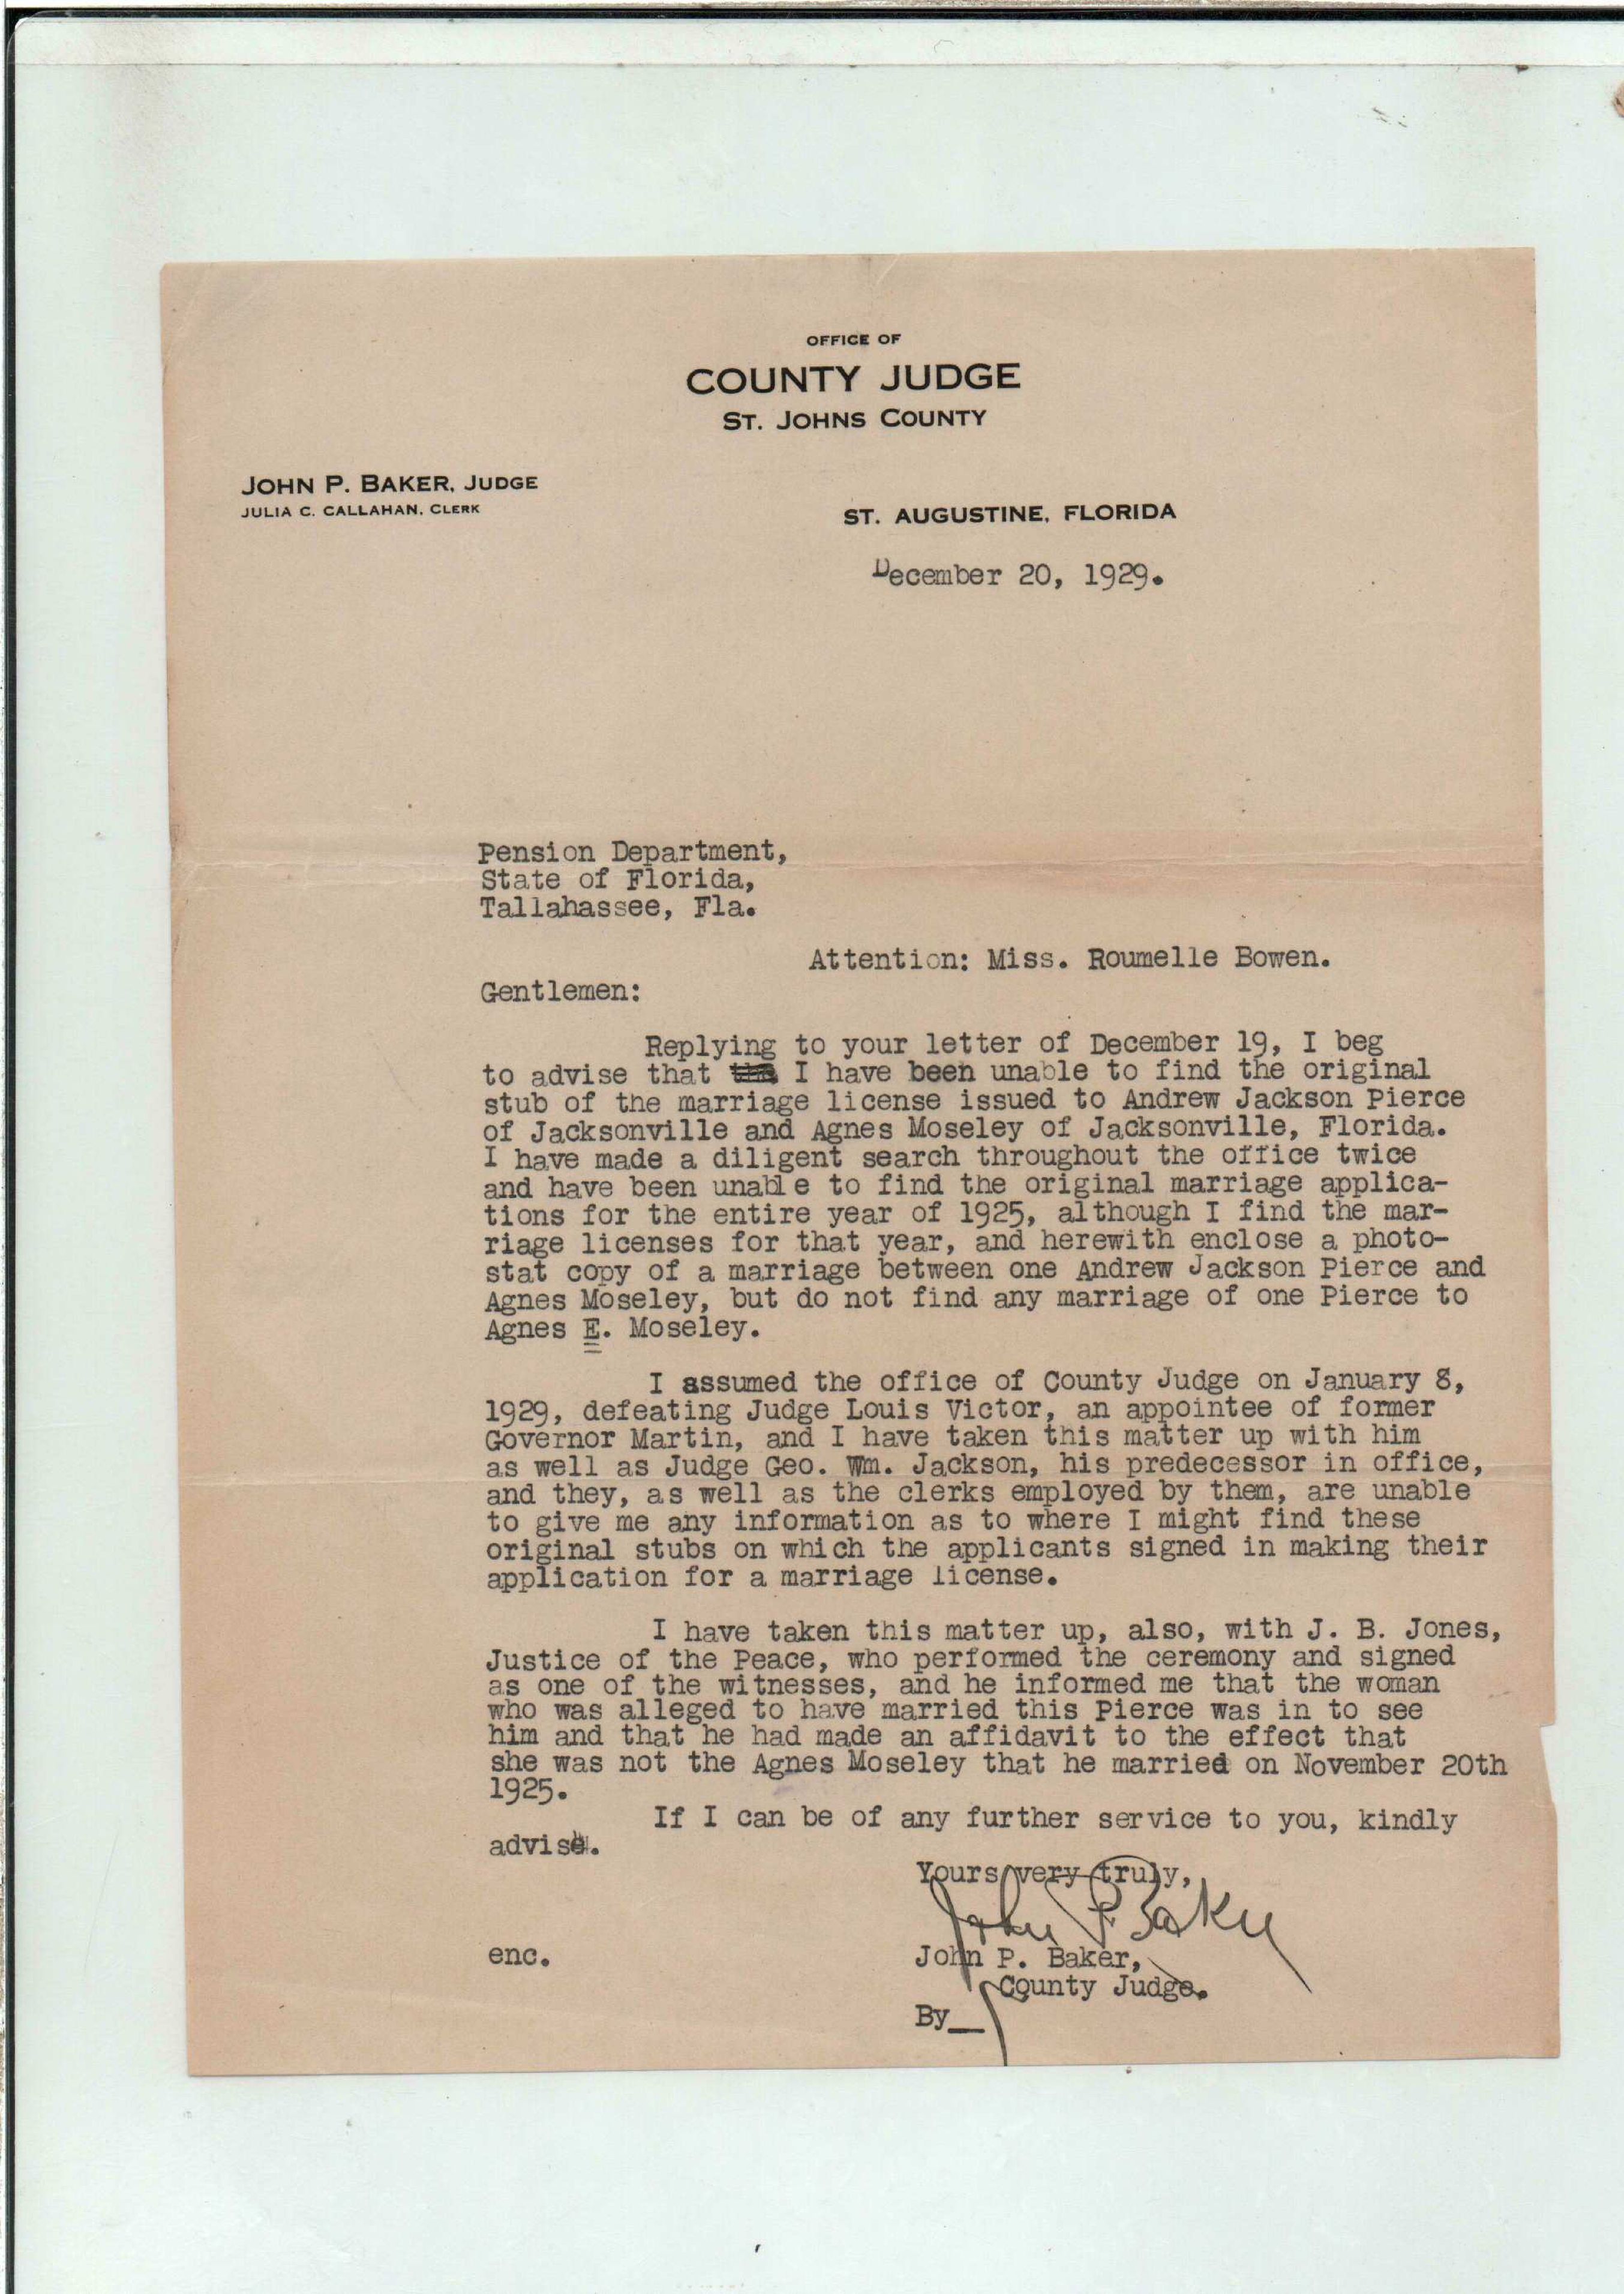 OFFICE OF
COUNTY JUDGE
ST. JOHNS COUNTY
JOHN P. BAKER, JUDGE
JULIA C. CALLAHAN, CLERK
ST. AUGUSTINE, FLORIDA
December 20, 1929.
Pension Department,
State of Florida,
Tallahassee, Fla.
Attention: Miss. Roumelle Bowen.
Gentlemen:
Replying to your letter of December 19, I beg
to advise that I have been unable to find the original
stub of the marriage license issued to Andrew Jackson Pierce
of Jacksonville and Agnes Moseley of Jacksonville, Florida.
I have made a diligent search throughout the office twice
and have been unable to find the original marriage applica-
tions for the entire year of 1925, although I find the mar-
riage licenses for that year, and herewith enclose a photo-
stat copy of a marriage between one Andrew Jackson Pierce and
Agnes Moseley, but do not find any marriage of one Pierce to
Agnes E. Moseley.
I assumed the office of County Judge on January 8,
1929, defeating Judge Louis Victor, an appointee of former
Governor Martin, and I have taken this matter up with him
as well as Judge Geo. Wm. Jackson, his predecessor in office,
and they, as well as the clerks employed by them, are unable
to give me any information as to where I might find these
original stubs on which the applicants signed in making their
application for a marriage license.
I have taken this matter up, also, with J. B. Jones,
Justice of the Peace, who performed the ceremony and signed
as one of the witnesses, and he informed me that the woman
who was alleged to have married this Pierce was in to see
him and that he had made an affidavit to the effect that
she was not the Agnes Moseley that he married on November 20th
1925.
If I can be of any further service to you, kindly
advise.
Yours very truly,
John P. Baker
enc.
John P. Baker,
County Judge.
By